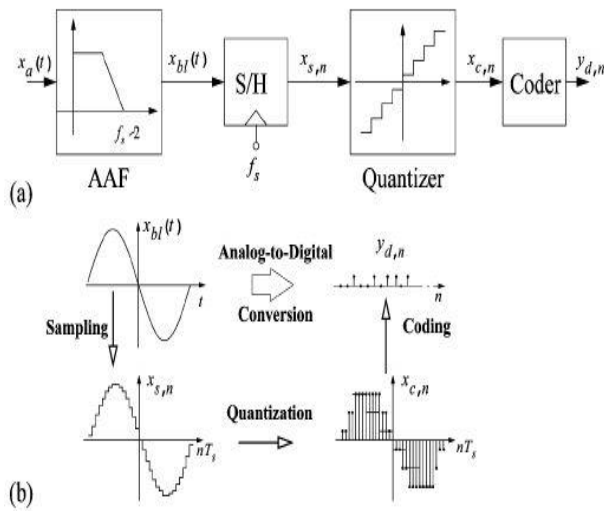 x_a(t) x_bl(t) S/H x_s,n x_c,n Coder y_d,n
f_s/2 f_s
AAF Quantizer
(a)
x_bl(t) Analog-to-Digital y_d,n
t Conversion n
Sampling Coding
x_s,n Quantization x_c,n
nT_s nT_s
(b)